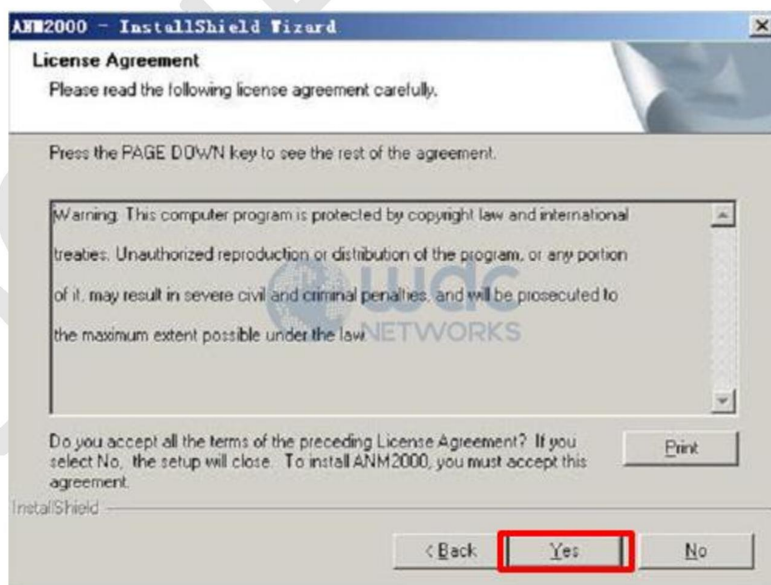 ANM2000 - InstallShield Wizard
License Agreement
Please read the following license agreement carefully.
Press the PAGE DOWN key to see the rest of the agreement.
Warning: This computer program is protected by copyright law and international
treaties. Unauthorized reproduction or distribution of the program, or any portion
of it, may result in severe civil and criminal penalties, and will be prosecuted to
the maximum extent possible under the law.
wdc
NETWORKS
Do you accept all the terms of the preceding License Agreement? If you
select No, the setup will close. To install ANM2000, you must accept this
agreement.
Print
InstallShield
< Back
Yes
No